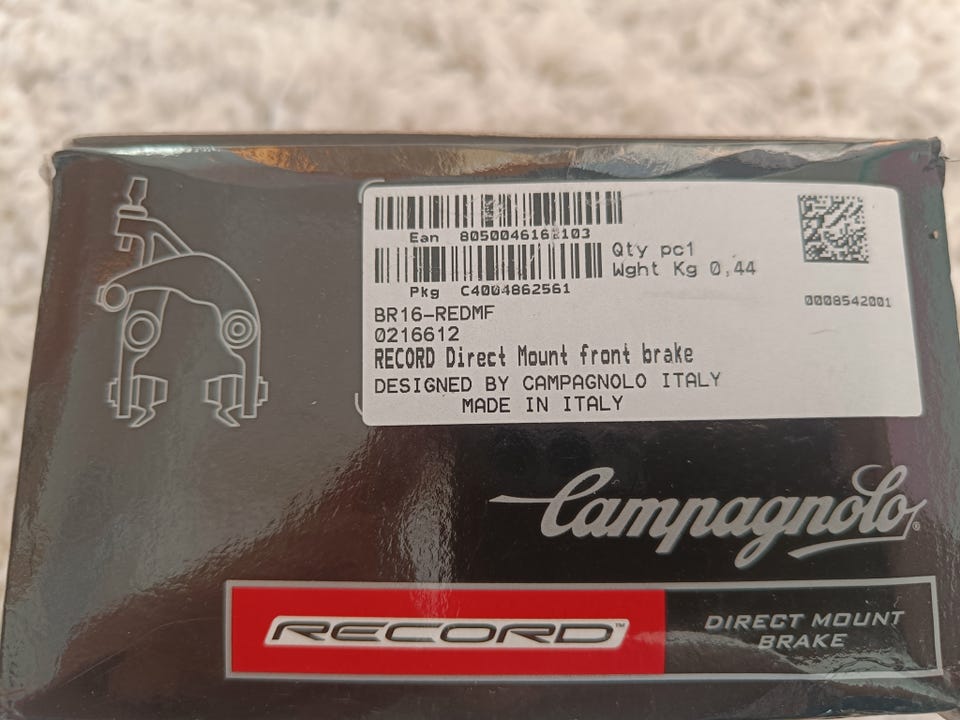 Ean 8050046162103
Qty pc1
Wght Kg 0,44
Pkg C4004862561
0008542001
BR16-REDMF
0216612
RECORD Direct Mount front brake
DESIGNED BY CAMPAGNOLO ITALY
MADE IN ITALY
Campagnolo®
RECORD™
DIRECT MOUNT
BRAKE